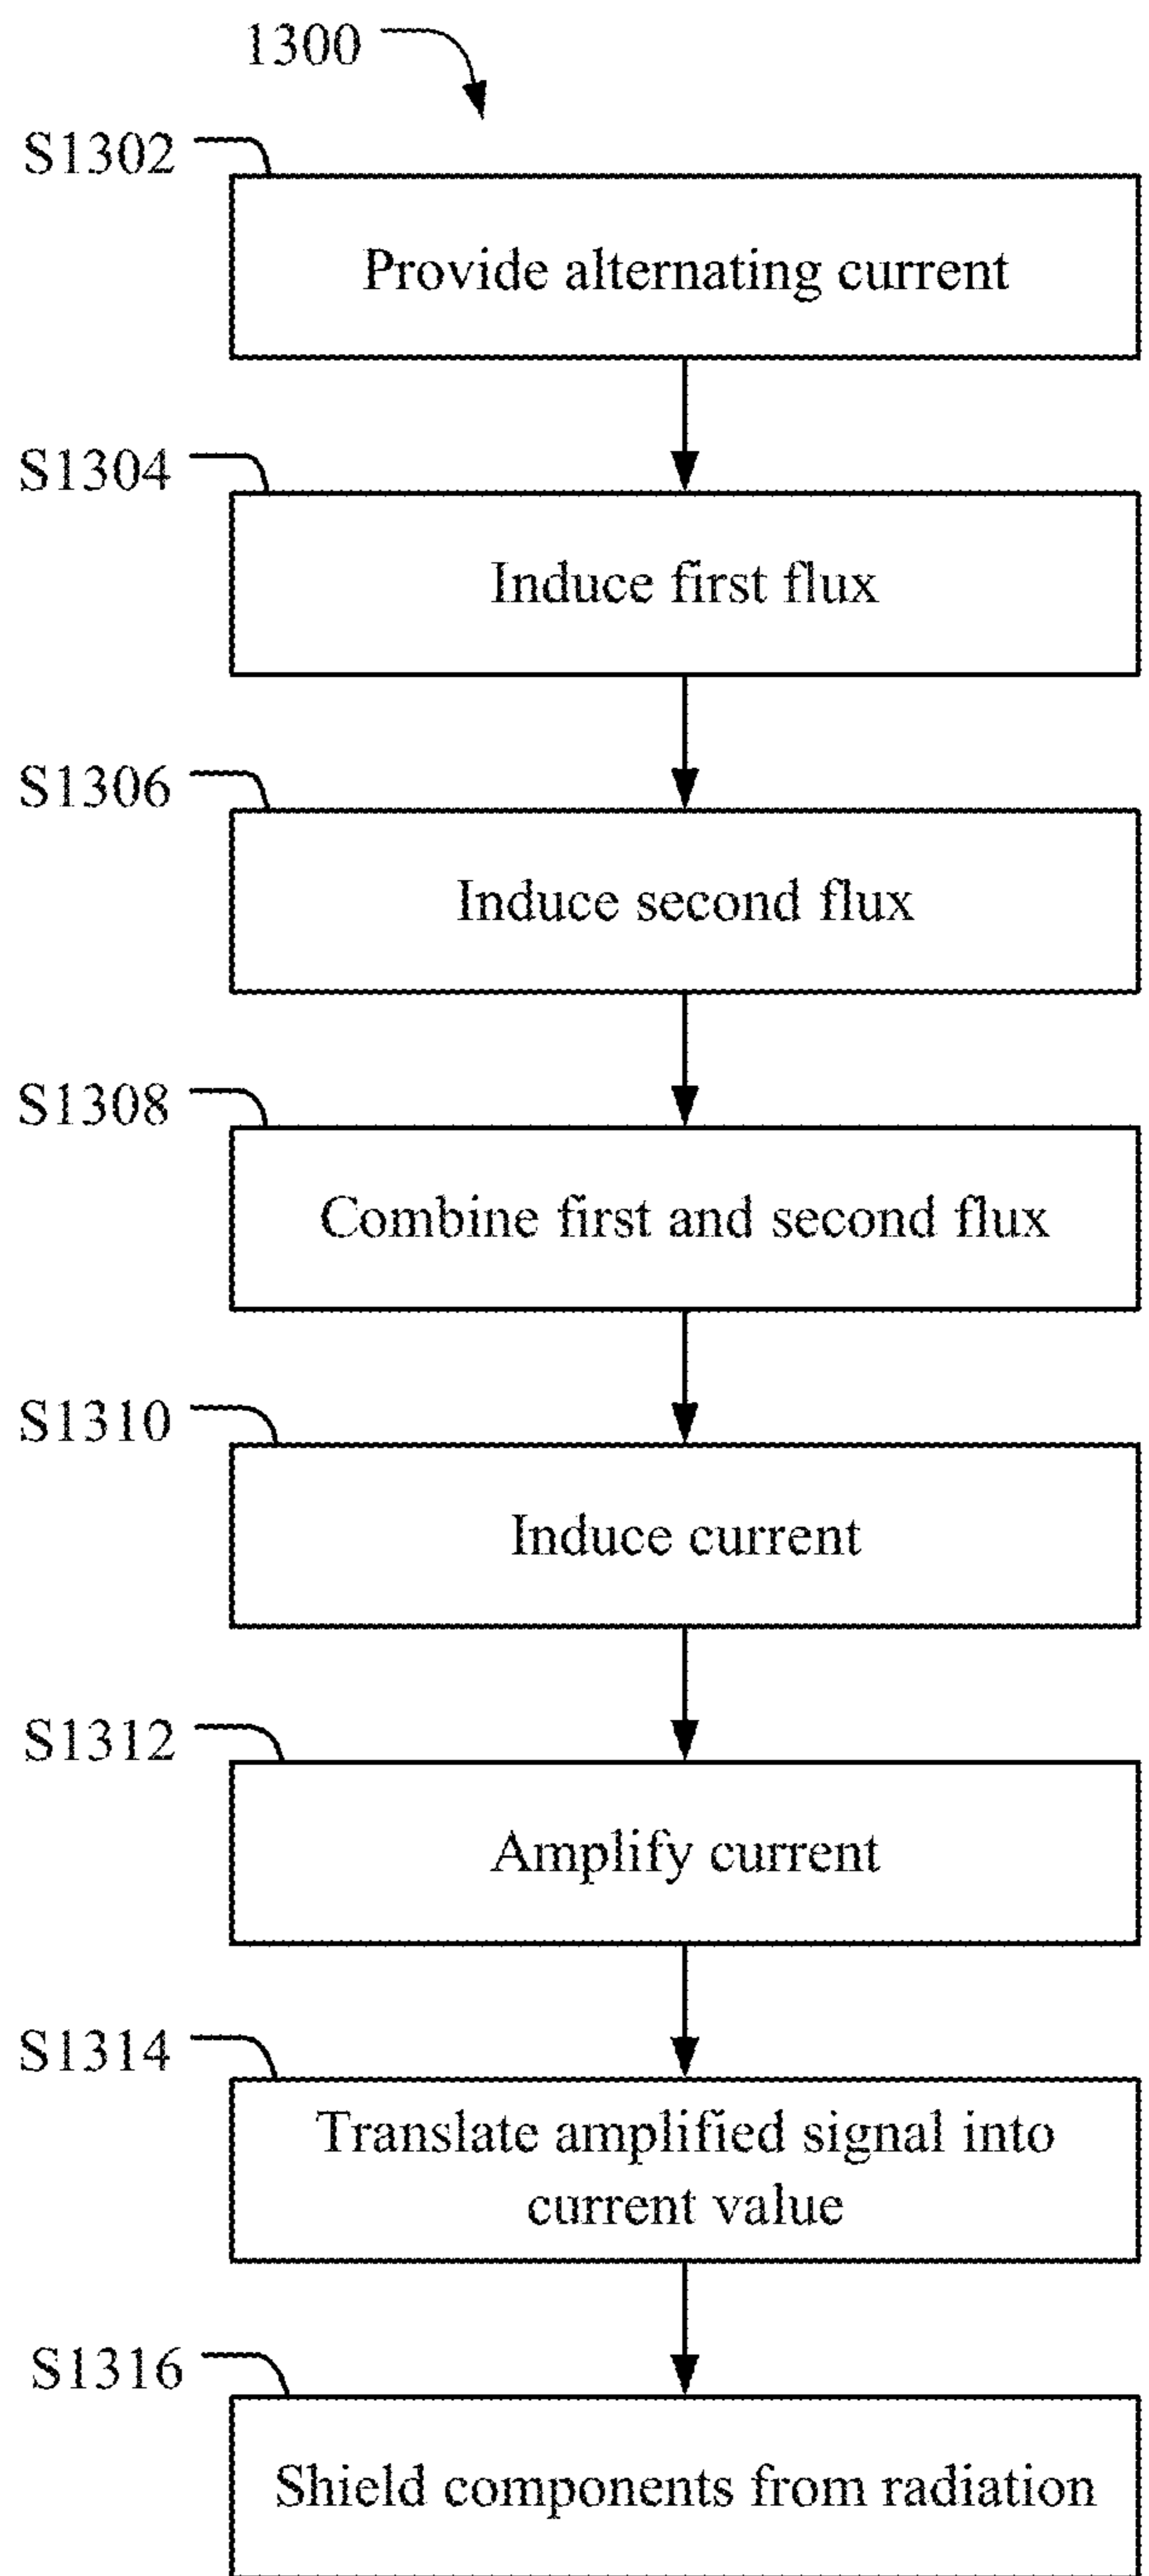 1300
S1302
Provide alternating current
S1304
Induce first flux
S1306
Induce second flux
S1308
Combine first and second flux
S1310
Induce current
S1312
Amplify current
S1314
Translate amplified signal into
current value
S1316
Shield components from radiation